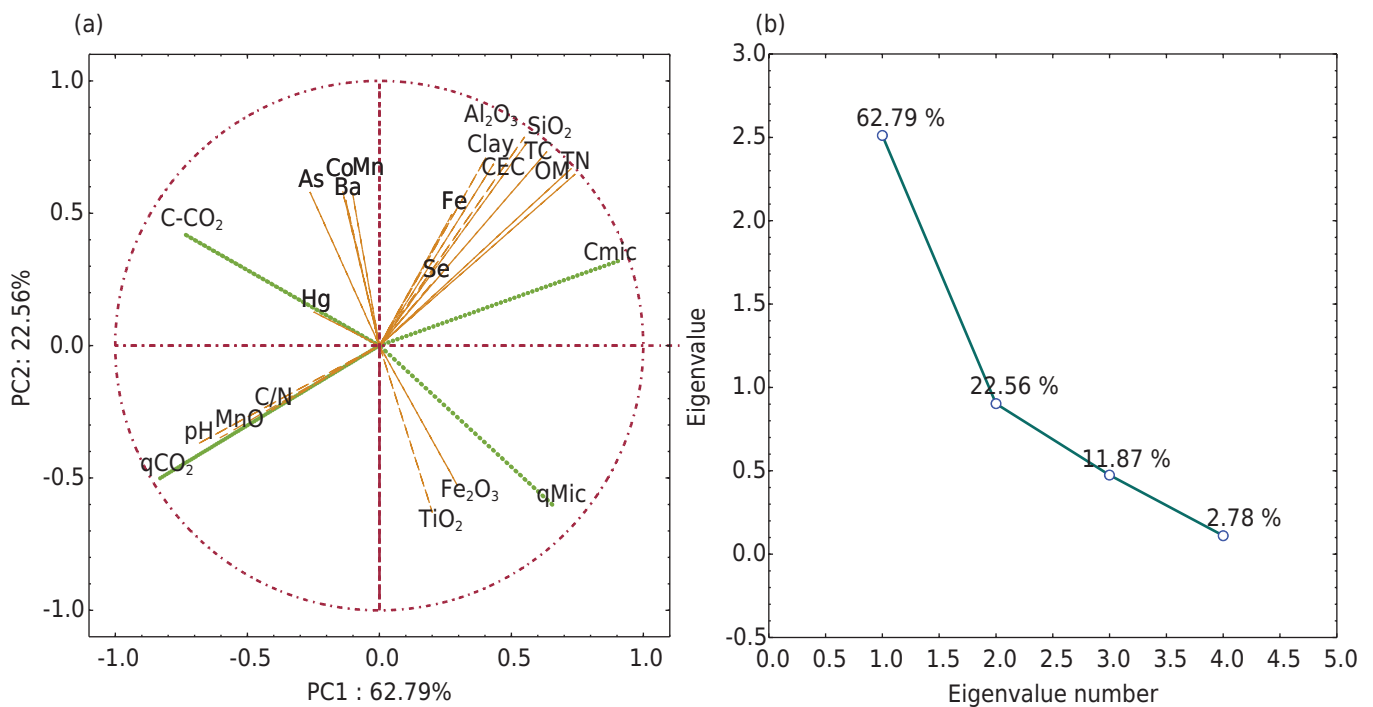 (a)
1.0
0.5
0.0
-0.5
-1.0
PC2: 22.56%
-1.0
-0.5
0.0
0.5
1.0
PC1 : 62.79%
Al₂O₃
SiO₂
Clay
TC
TN
CEC
OM
Co
Mn
As
Ba
Fe
C-CO₂
Cmic
Se
Hg
C/N
MnO
pH
qCO₂
Fe₂O₃
qMic
TiO₂
(b)
3.0
2.5
2.0
1.5
1.0
0.5
0.0
-0.5
Eigenvalue
62.79 %
22.56 %
11.87 %
2.78 %
0.0
0.5
1.0
1.5
2.0
2.5
3.0
3.5
4.0
4.5
5.0
Eigenvalue number